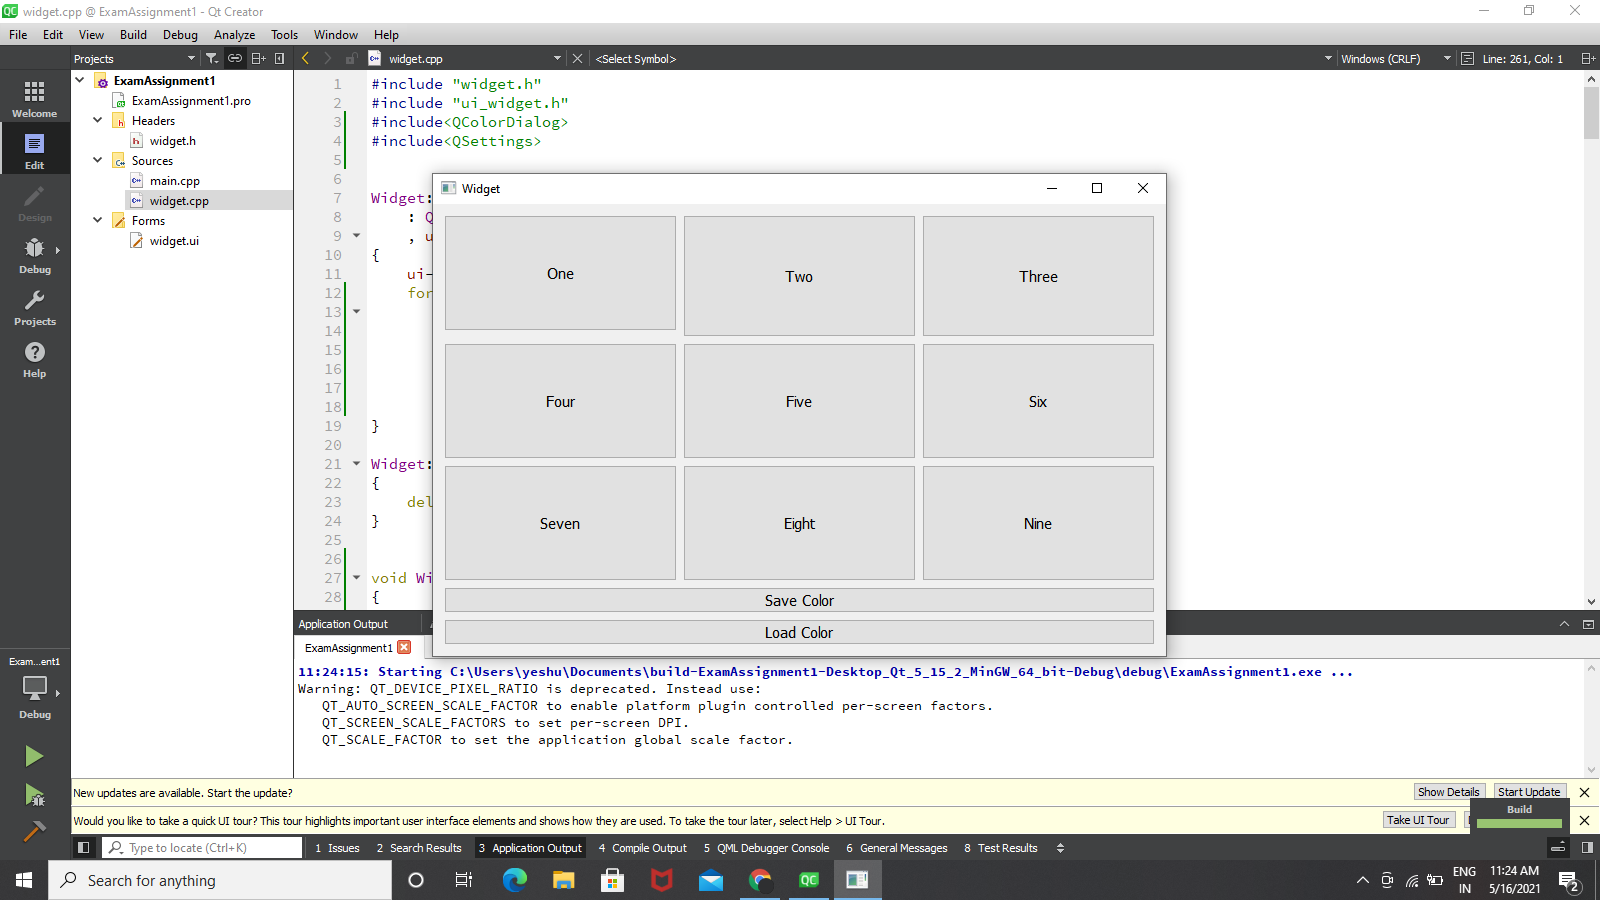 widget.cpp @ ExamAssignment1 - Qt Creator
File Edit View Build Debug Analyze Tools Window Help
Projects
widget.cpp
<Select Symbol>
Windows (CRLF)
Line: 261, Col: 1
Welcome
Edit
Design
Debug
Projects
Help
ExamAssignment1
ExamAssignment1.pro
Headers
widget.h
Sources
main.cpp
widget.cpp
Forms
widget.ui
1 #include "widget.h"
2 #include "ui_widget.h"
3 #include<QColorDialog>
4 #include<QSettings>
5
6
7 Widget:
8 : Q
9 , u
10 {
11 ui-
12 for
13
14
15
16
17
18
19 }
20
21 Widget:
22 {
23 del
24 }
25
26
27 void Wi
28 {
Widget
One Two Three
Four Five Six
Seven Eight Nine
Save Color
Load Color
Application Output
ExamAssignment1
11:24:15: Starting C:\Users\yeshu\Documents\build-ExamAssignment1-Desktop_Qt_5_15_2_MinGW_64_bit-Debug\debug\ExamAssignment1.exe ...
Warning: QT_DEVICE_PIXEL_RATIO is deprecated. Instead use:
QT_AUTO_SCREEN_SCALE_FACTOR to enable platform plugin controlled per-screen factors.
QT_SCREEN_SCALE_FACTORS to set per-screen DPI.
QT_SCALE_FACTOR to set the application global scale factor.
Exam...ent1
Debug
New updates are available. Start the update?
Show Details Start Update
Would you like to take a quick UI tour? This tour highlights important user interface elements and shows how they are used. To take the tour later, select Help > UI Tour.
Take UI Tour
Build
Type to locate (Ctrl+K)
1 Issues 2 Search Results 3 Application Output 4 Compile Output 5 QML Debugger Console 6 General Messages 8 Test Results
Search for anything
ENG
IN
11:24 AM
5/16/2021
2